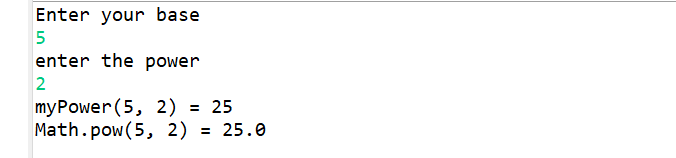 Enter your base
5
enter the power
2
myPower(5, 2) = 25
Math.pow(5, 2) = 25.0